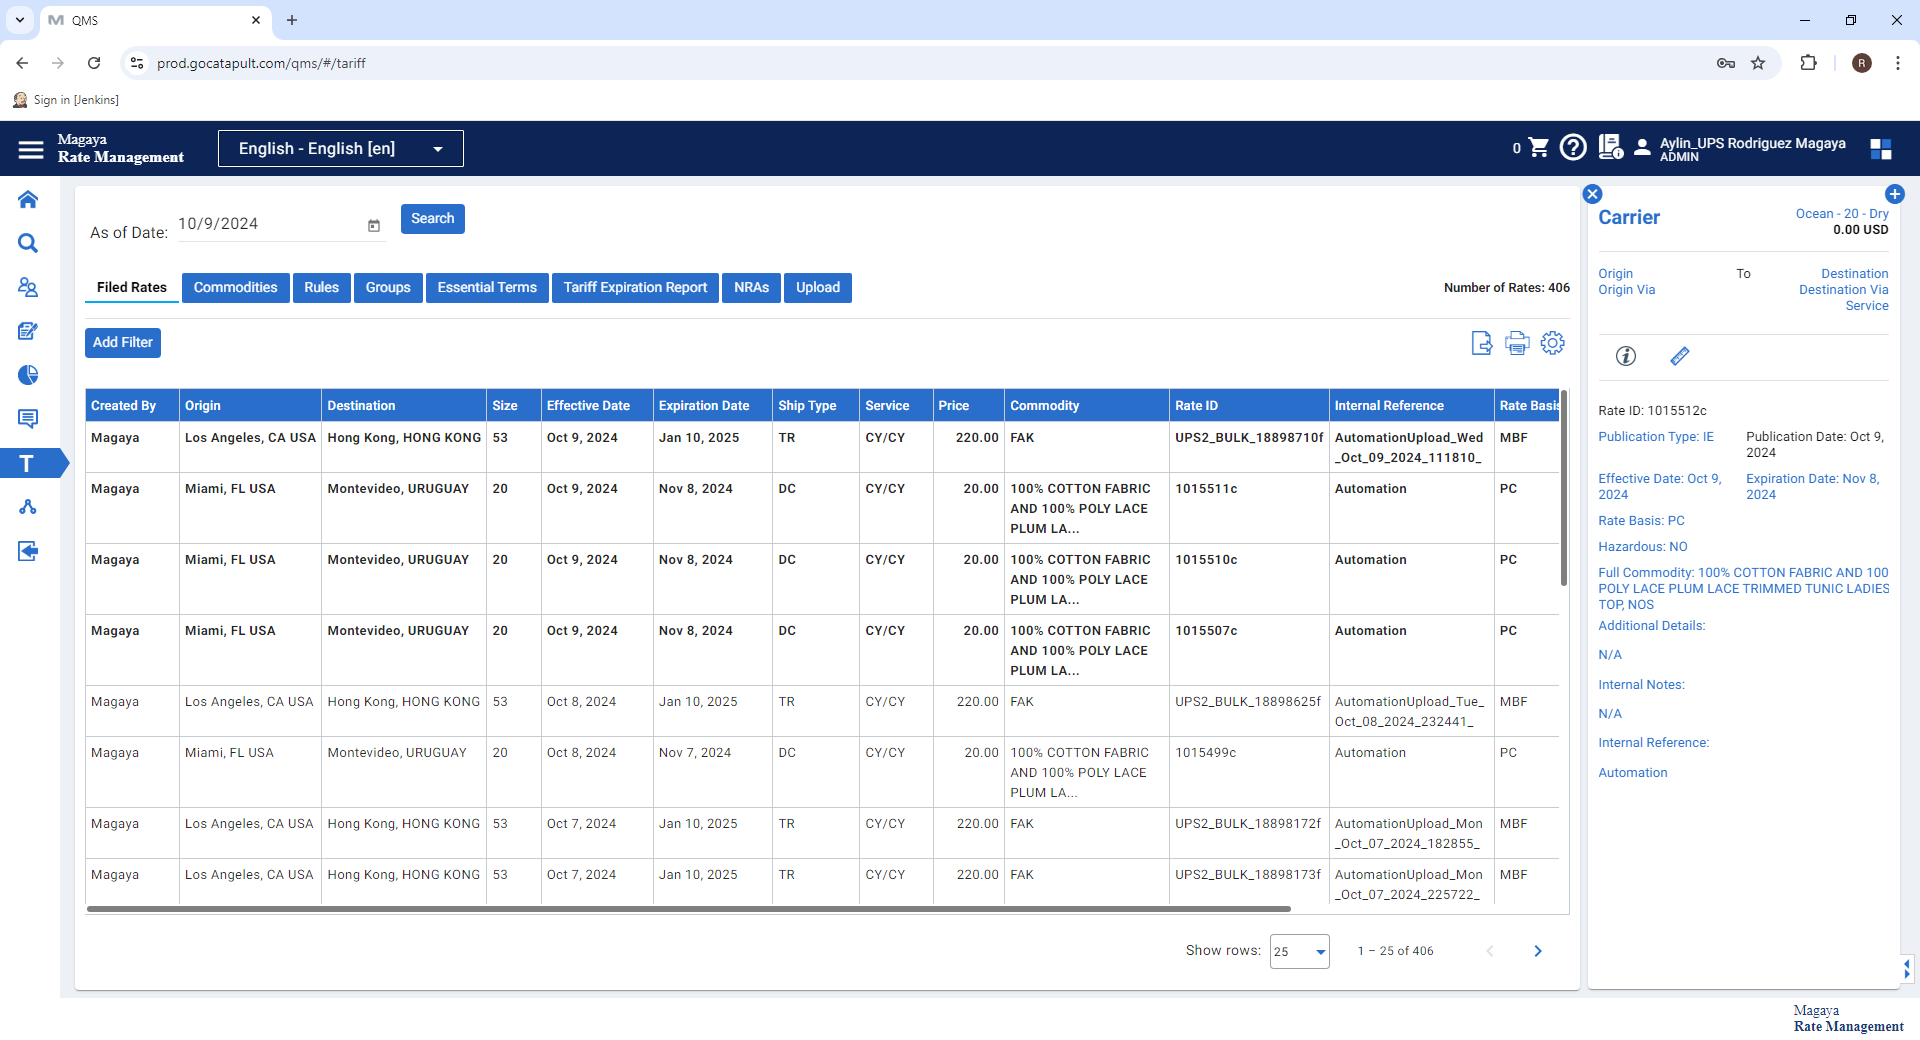 QMS
prod.gocatapult.com/qms/#/tariff
R
Sign in [Jenkins]
Magaya
Rate Management
English - English [en]
0
Aylin_UPS Rodriguez Magaya
ADMIN
As of Date:
10/9/2024
Search
Filed Rates
Commodities
Rules
Groups
Essential Terms
Tariff Expiration Report
NRAs
Upload
Number of Rates: 406
Add Filter
Created By Origin Destination Size Effective Date Expiration Date Ship Type Service Price Commodity Rate ID Internal Reference Rate Basis
Magaya Los Angeles, CA USA Hong Kong, HONG KONG 53 Oct 9, 2024 Jan 10, 2025 TR CY/CY 220.00 FAK UPS2_BULK_18898710f AutomationUpload_Wed MBF
_Oct_09_2024_111810_
Magaya Miami, FL USA Montevideo, URUGUAY 20 Oct 9, 2024 Nov 8, 2024 DC CY/CY 20.00 100% COTTON FABRIC 1015511c Automation PC
AND 100% POLY LACE
PLUM LA...
Magaya Miami, FL USA Montevideo, URUGUAY 20 Oct 9, 2024 Nov 8, 2024 DC CY/CY 20.00 100% COTTON FABRIC 1015510c Automation PC
AND 100% POLY LACE
PLUM LA...
Magaya Miami, FL USA Montevideo, URUGUAY 20 Oct 9, 2024 Nov 8, 2024 DC CY/CY 20.00 100% COTTON FABRIC 1015507c Automation PC
AND 100% POLY LACE
PLUM LA...
Magaya Los Angeles, CA USA Hong Kong, HONG KONG 53 Oct 8, 2024 Jan 10, 2025 TR CY/CY 220.00 FAK UPS2_BULK_18898625f AutomationUpload_Tue_ MBF
Oct_08_2024_232441_
Magaya Miami, FL USA Montevideo, URUGUAY 20 Oct 8, 2024 Nov 7, 2024 DC CY/CY 20.00 100% COTTON FABRIC 1015499c Automation PC
AND 100% POLY LACE
PLUM LA...
Magaya Los Angeles, CA USA Hong Kong, HONG KONG 53 Oct 7, 2024 Jan 10, 2025 TR CY/CY 220.00 FAK UPS2_BULK_18898172f AutomationUpload_Mon MBF
_Oct_07_2024_182855_
Magaya Los Angeles, CA USA Hong Kong, HONG KONG 53 Oct 7, 2024 Jan 10, 2025 TR CY/CY 220.00 FAK UPS2_BULK_18898173f AutomationUpload_Mon MBF
_Oct_07_2024_225722_
Show rows: 25 1 – 25 of 406
Carrier
Ocean - 20 - Dry
0.00 USD
Origin To Destination
Origin Via Destination Via
Service
Rate ID: 1015512c
Publication Type: IE Publication Date: Oct 9,
2024
Effective Date: Oct 9, Expiration Date: Nov 8,
2024 2024
Rate Basis: PC
Hazardous: NO
Full Commodity: 100% COTTON FABRIC AND 100
POLY LACE PLUM LACE TRIMMED TUNIC LADIES
TOP, NOS
Additional Details:
N/A
Internal Notes:
N/A
Internal Reference:
Automation
T
Magaya
Rate Management